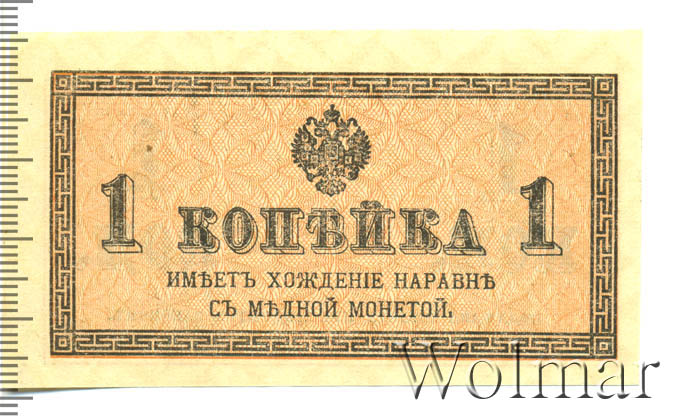 1 КОПѢЙКА 1
ИМѢЕТЪ ХОЖДЕНІЕ НАРАВНѢ
СЪ МѢДНОЙ МОНЕТОЙ.
Wolmar